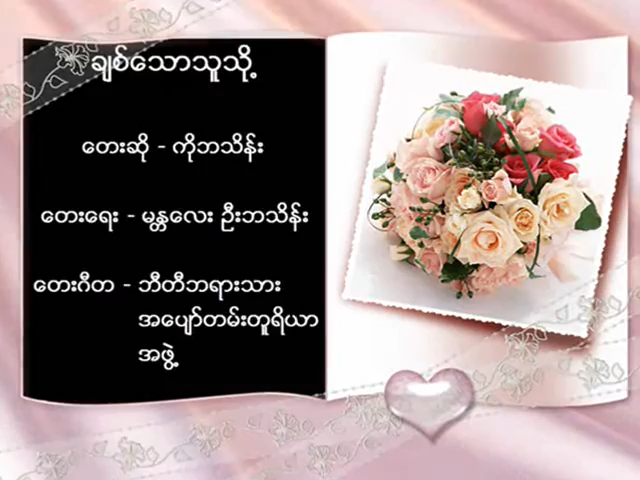 ချစ်သောသူသို့
တေးဆို - ကိုဘသိန်း
တေးရေး - မန္တလေး ဦးဘသိန်း
တေးဂီတ - ဘီတီဘရားသား
အပျော်တမ်းတူရိယာ
အဖွဲ့